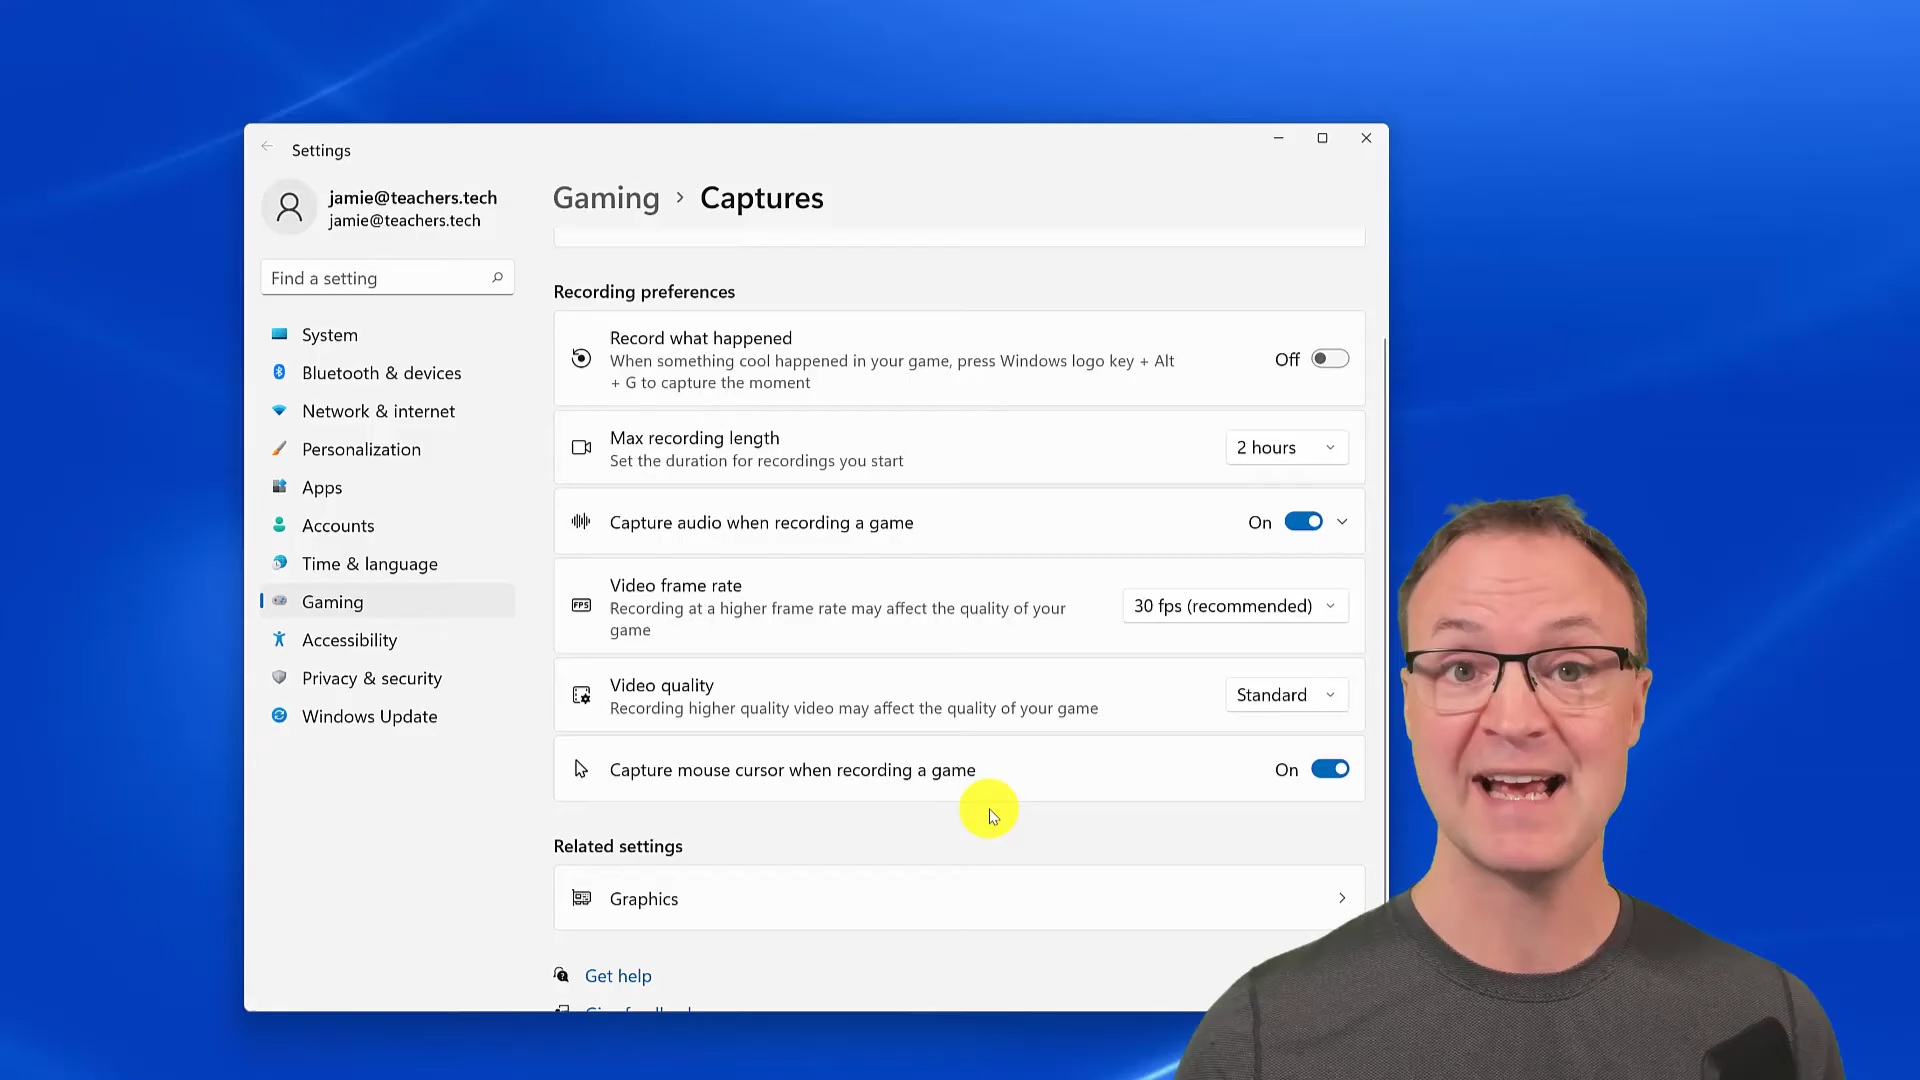 Settings
jamie@teachers.tech
jamie@teachers.tech
Find a setting
System
Bluetooth & devices
Network & internet
Personalization
Apps
Accounts
Time & language
Gaming
Accessibility
Privacy & security
Windows Update
Gaming > Captures
Recording preferences
Record what happened
When something cool happened in your game, press Windows logo key + Alt
+ G to capture the moment
Off
Max recording length
Set the duration for recordings you start
2 hours
Capture audio when recording a game
On
FPS
Video frame rate
Recording at a higher frame rate may affect the quality of your
game
30 fps (recommended)
Video quality
Recording higher quality video may affect the quality of your game
Standard
Capture mouse cursor when recording a game
On
Related settings
Graphics
Get help